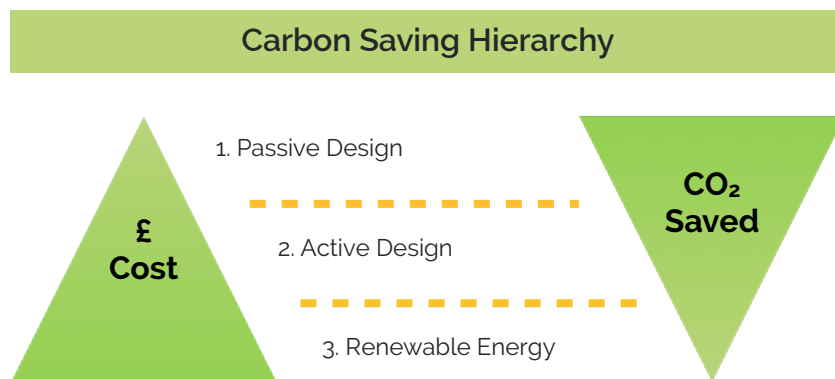 Carbon Saving Hierarchy
1. Passive Design
£
Cost
CO₂
Saved
2. Active Design
3. Renewable Energy